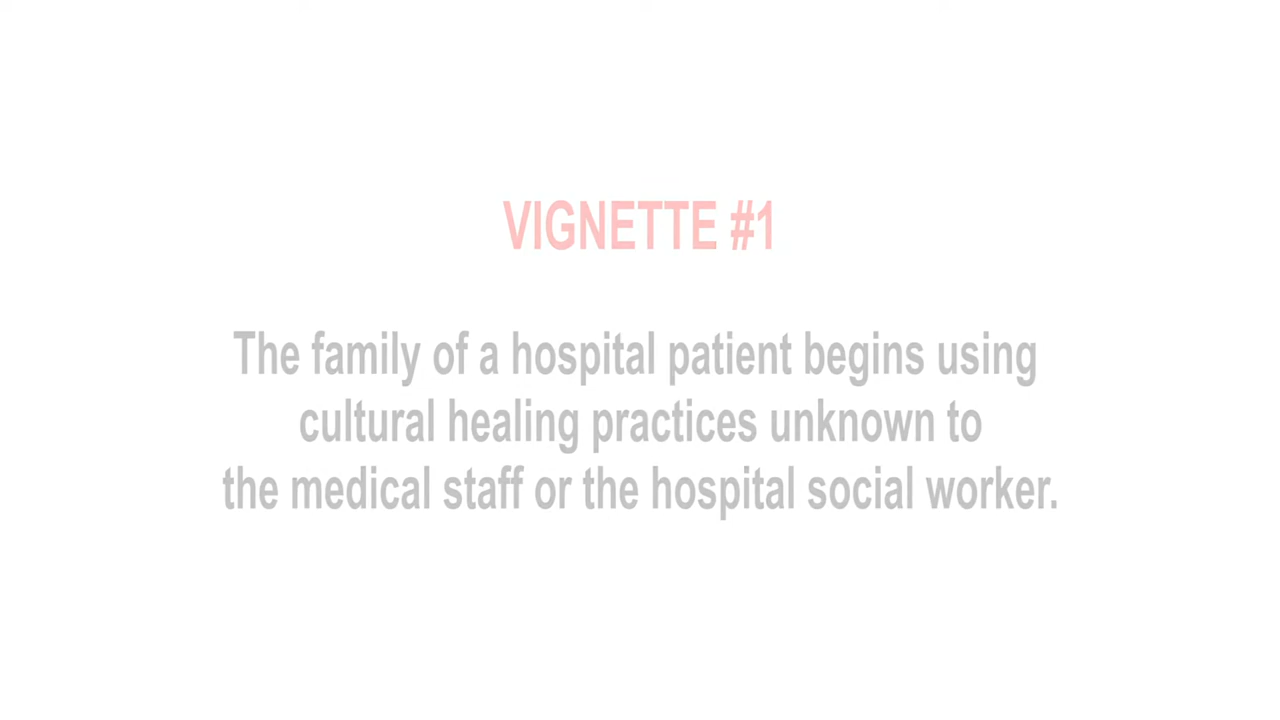 VIGNETTE #1
The family of a hospital patient begins using
cultural healing practices unknown to
the medical staff or the hospital social worker.